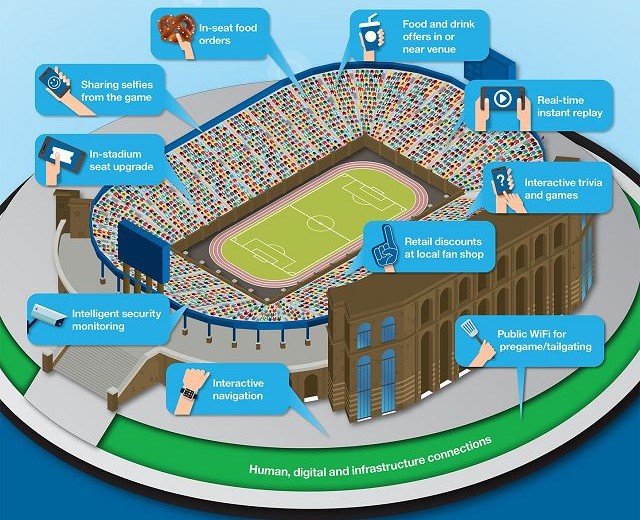 In-seat food
orders
Food and drink
offers in or
near venue
Sharing selfies
from the game
Real-time
instant replay
In-stadium
seat upgrade
Interactive trivia
and games
Retail discounts
at local fan shop
Intelligent security
monitoring
Public WiFi for
pregame/tailgating
Interactive
navigation
Human, digital and infrastructure connections